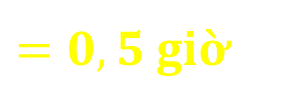 = 0, 5 giờ